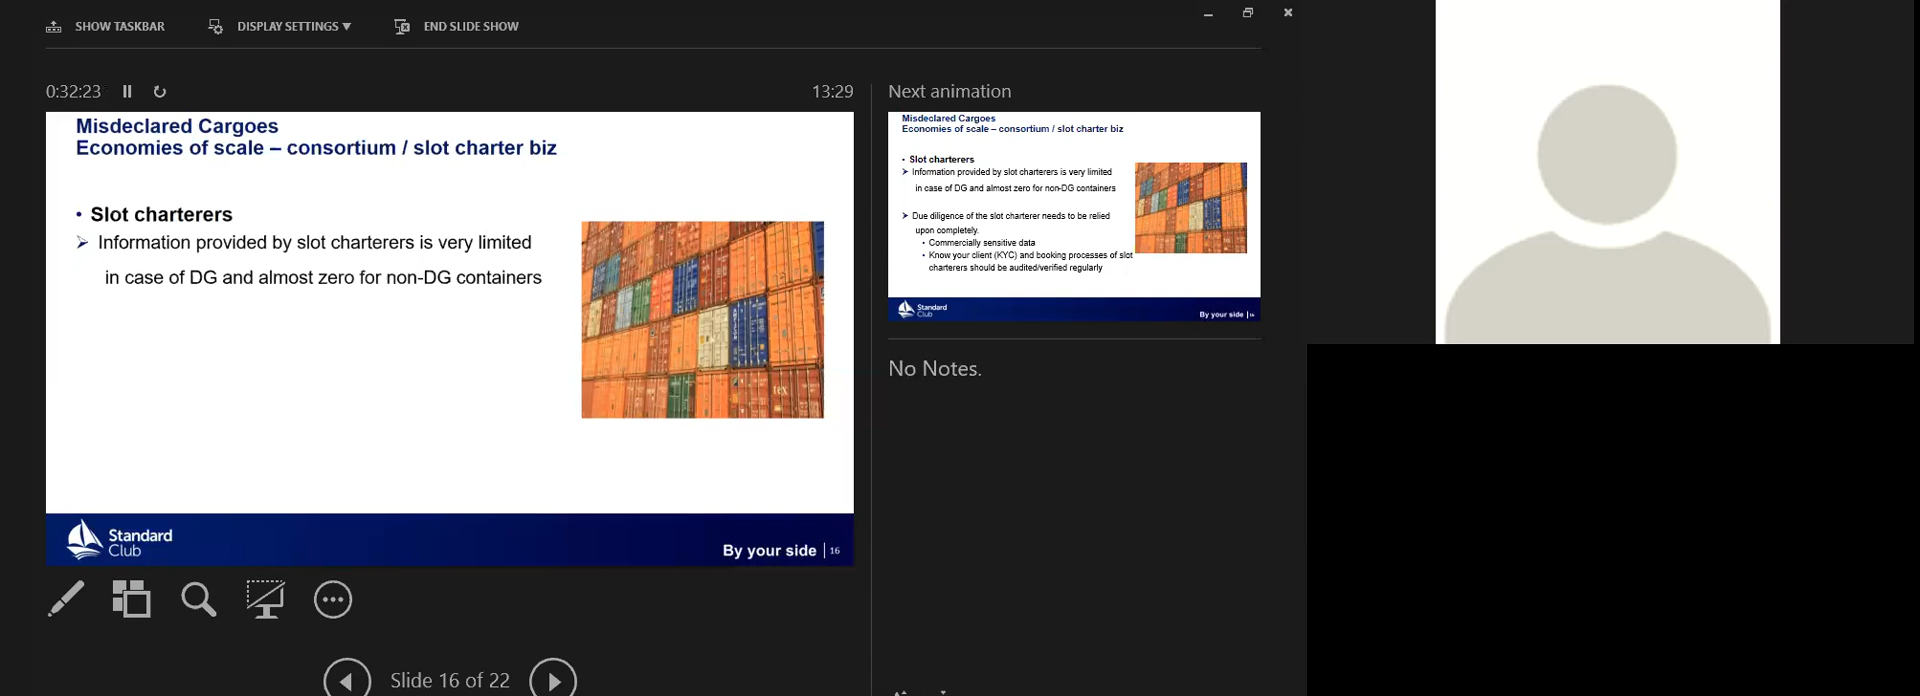 SHOW TASKBAR
DISPLAY SETTINGS ▼
END SLIDE SHOW
0:32:23
13:29
Misdeclared Cargoes
Economies of scale – consortium / slot charter biz
• Slot charterers
➢ Information provided by slot charterers is very limited
in case of DG and almost zero for non-DG containers
tex
Standard
Club
By your side | 16
Slide 16 of 22
Next animation
Misdeclared Cargoes
Economies of scale – consortium / slot charter biz
• Slot charterers
➢ Information provided by slot charterers is very limited
in case of DG and almost zero for non-DG containers
➢ Due diligence of the slot charterer needs to be relied
upon completely.
• Commercially sensitive data
• Know your client (KYC) and booking processes of slot
charterers should be audited/verified regularly
Standard
Club
By your side | 16
No Notes.